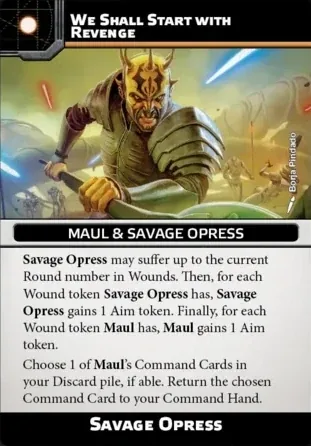 We Shall Start with
Revenge
Borja Pindado
Maul & Savage Opress
Savage Opress may suffer up to the current
Round number in Wounds. Then, for each
Wound token Savage Opress has, Savage
Opress gains 1 Aim token. Finally, for each
Wound token Maul has, Maul gains 1 Aim
token.
Choose 1 of Maul's Command Cards in
your Discard pile, if able. Return the chosen
Command Card to your Command Hand.
Savage Opress